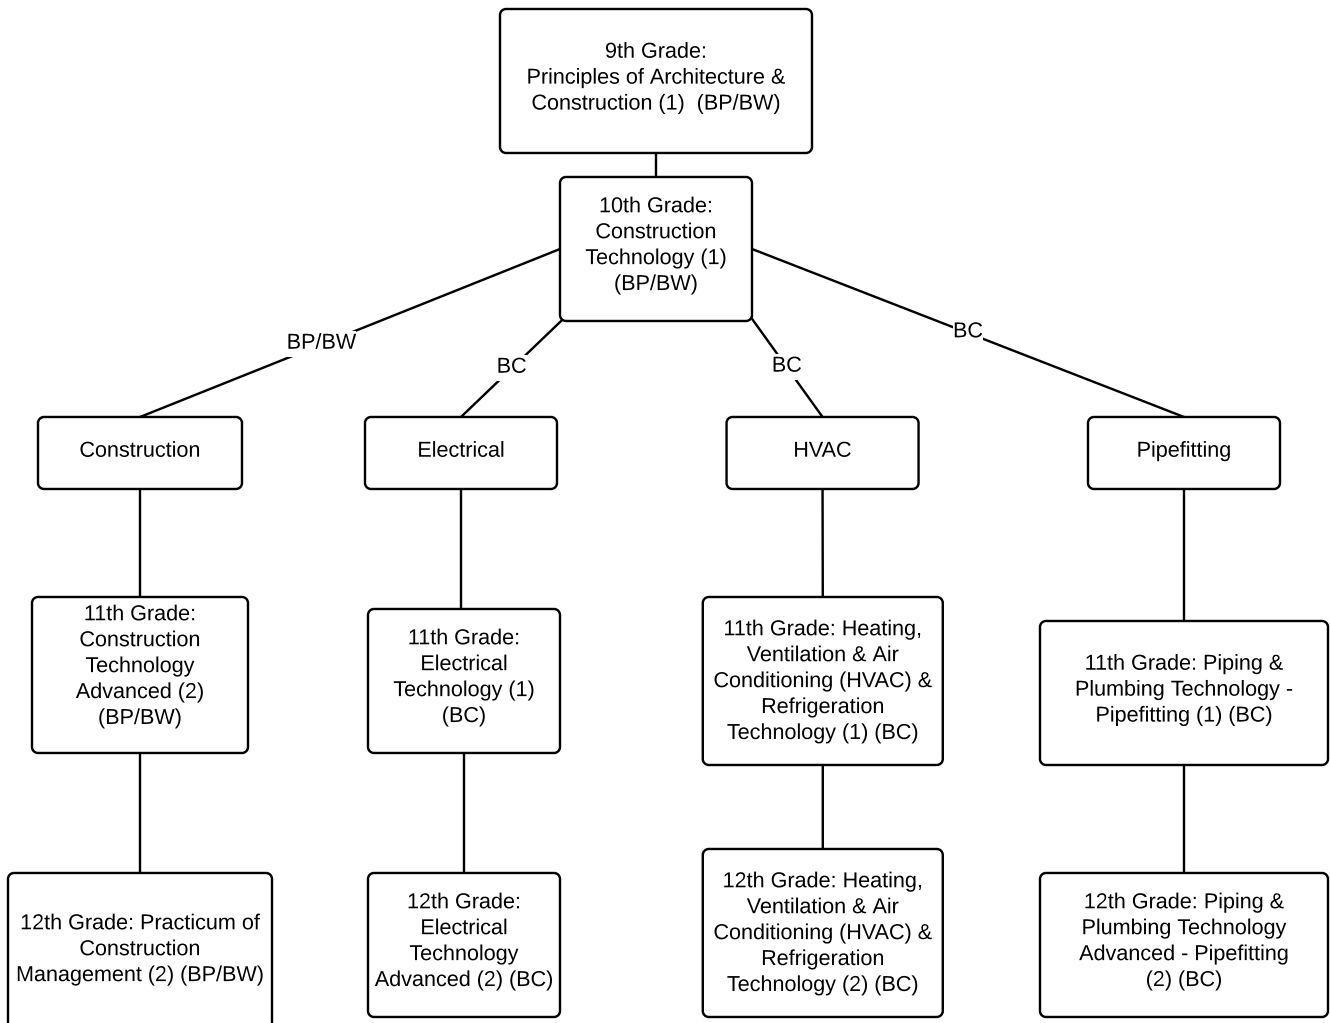 9th Grade:
Principles of Architecture &
Construction (1)  (BP/BW)
10th Grade:
Construction
Technology (1)
(BP/BW)
BP/BW
BC
BC
BC
Construction
Electrical
HVAC
Pipefitting
11th Grade:
Construction
Technology
Advanced (2)
(BP/BW)
11th Grade:
Electrical
Technology (1)
(BC)
11th Grade: Heating,
Ventilation & Air
Conditioning (HVAC) &
Refrigeration
Technology (1) (BC)
11th Grade: Piping &
Plumbing Technology -
Pipefitting (1) (BC)
12th Grade: Practicum of
Construction
Management (2) (BP/BW)
12th Grade:
Electrical
Technology
Advanced (2) (BC)
12th Grade: Heating,
Ventilation & Air
Conditioning (HVAC) &
Refrigeration
Technology (2) (BC)
12th Grade: Piping &
Plumbing Technology
Advanced - Pipefitting
(2) (BC)